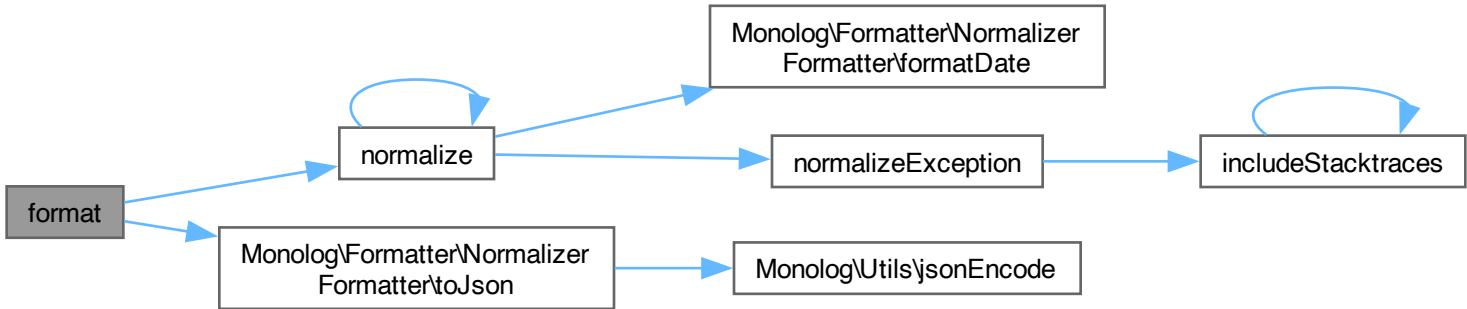 format
normalize
Monolog\Formatter\Normalizer
Formatter\formatDate
normalizeException
includeStacktraces
Monolog\Formatter\Normalizer
Formatter\toJson
Monolog\Utils\jsonEncode